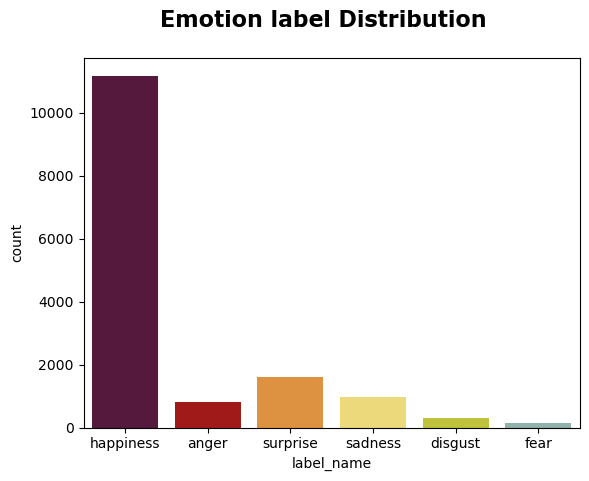 Emotion label Distribution
10000
8000
6000
4000
2000
0
count
happiness anger surprise sadness disgust fear
label_name